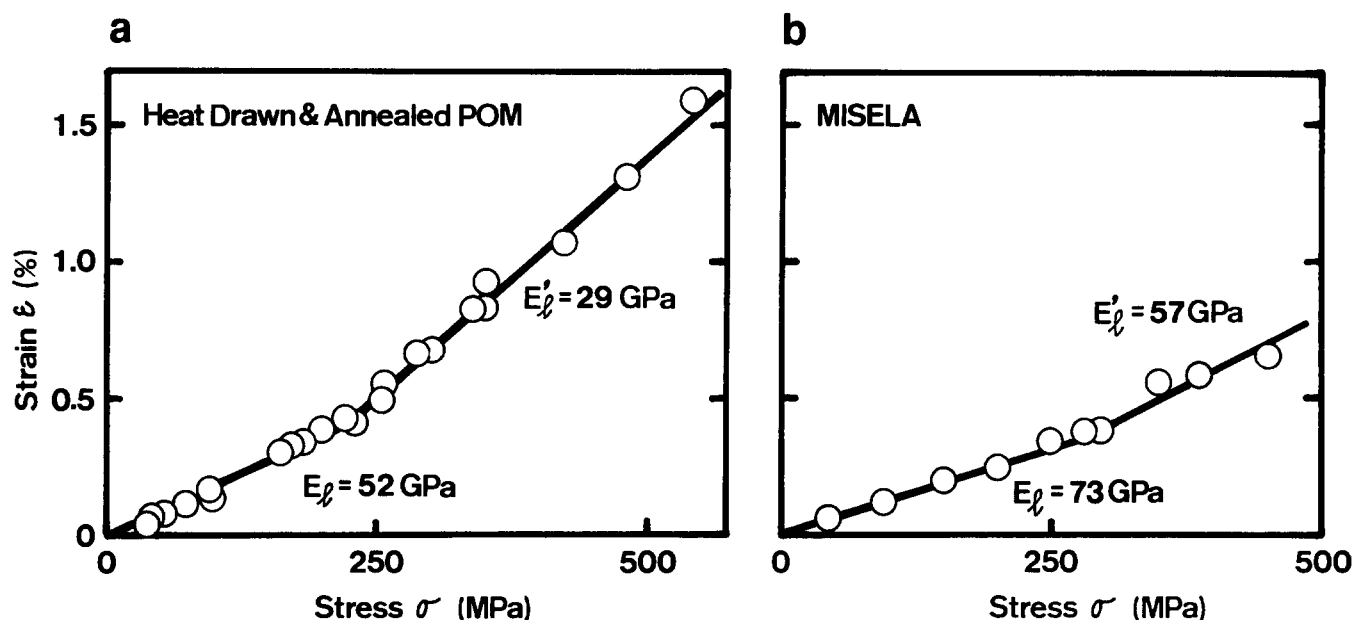 a
Heat Drawn & Annealed POM
1.5
1.0
0.5
0
Strain ε (%)
E'ℓ = 29 GPa
Eℓ = 52 GPa
0
250
500
Stress σ (MPa)
b
MISELA
E'ℓ = 57 GPa
Eℓ = 73 GPa
0
250
500
Stress σ (MPa)